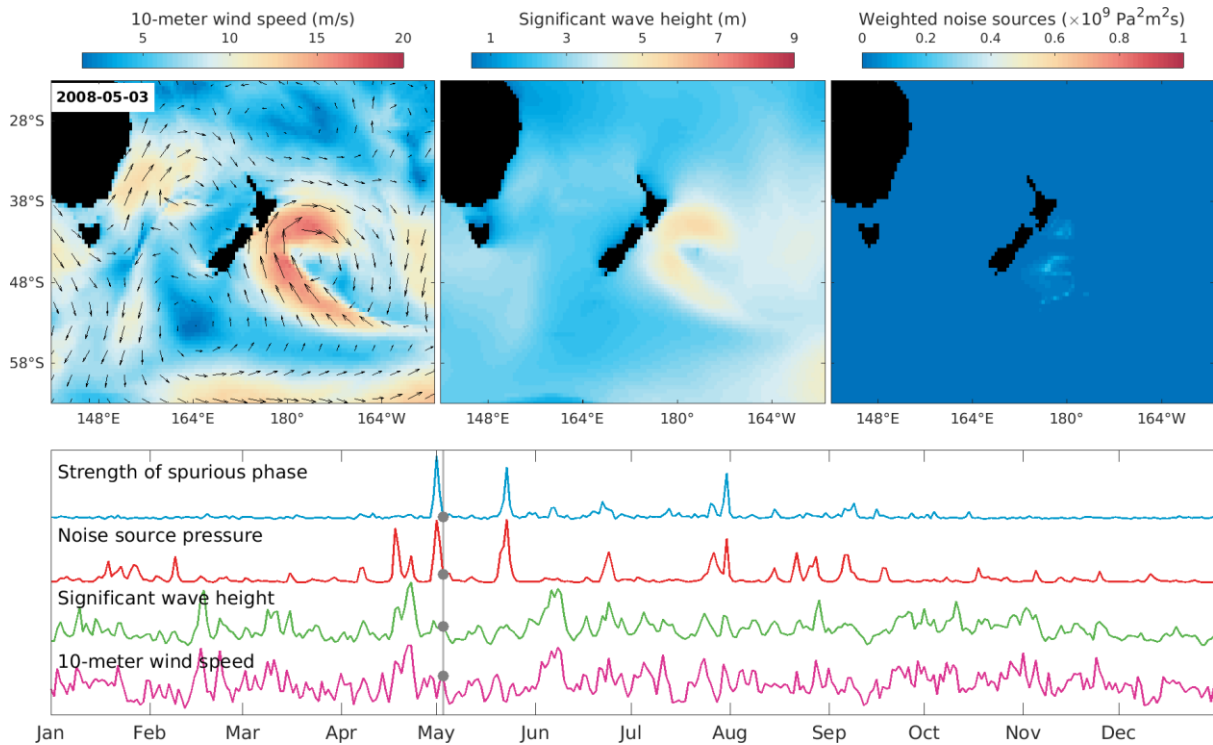 10-meter wind speed (m/s)
Significant wave height (m)
Weighted noise sources (×10⁹ Pa²m²s)
5 10 15 20
1 3 5 7 9
0 0.2 0.4 0.6 0.8 1
2008-05-03
28°S
38°S
48°S
58°S
148°E 164°E 180° 164°W
148°E 164°E 180° 164°W
148°E 164°E 180° 164°W
Strength of spurious phase
Noise source pressure
Significant wave height
10-meter wind speed
Jan Feb Mar Apr May Jun Jul Aug Sep Oct Nov Dec